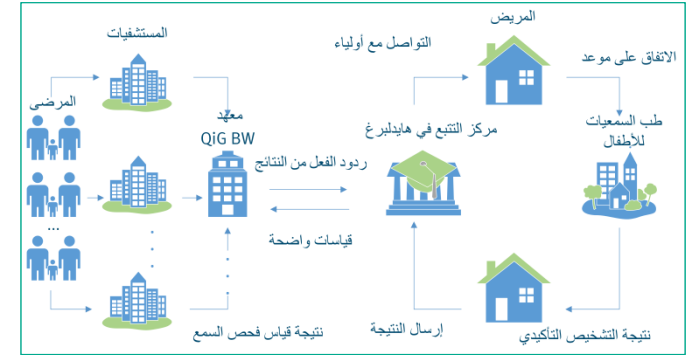 المريض
المستشفيات
التواصل مع أولياء
الاتفاق على موعد
المرضى
معهد
QiG BW
مركز التتبع في هايدلبرغ
طب السمعيات
للأطفال
ردود الفعل من النتائج
...
قياسات واضحة
نتيجة قياس فحص السمع
إرسال النتيجة
نتيجة التشخيص التأكيدي